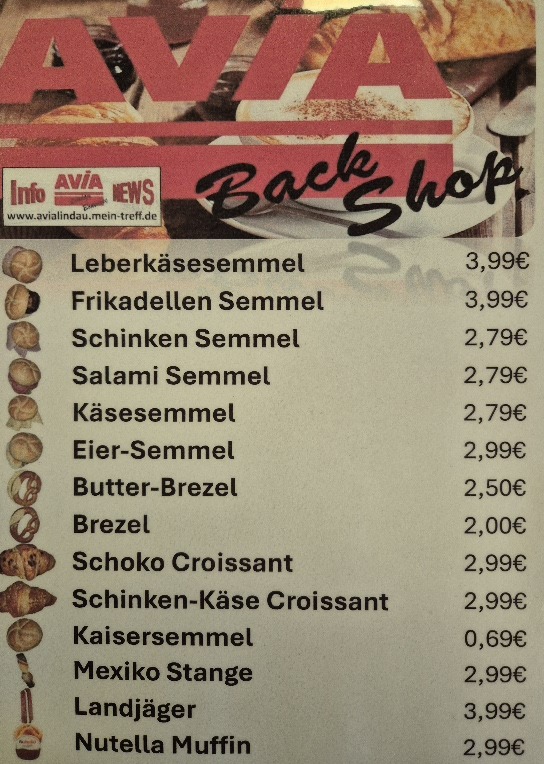 AVIA
Back
Shop
Info AVIA NEWS
www.avialindau.mein-treff.de
Leberkäsesemmel 3,99€
Frikadellen Semmel 3,99€
Schinken Semmel 2,79€
Salami Semmel 2,79€
Käsesemmel 2,79€
Eier-Semmel 2,99€
Butter-Brezel 2,50€
Brezel 2,00€
Schoko Croissant 2,99€
Schinken-Käse Croissant 2,99€
Kaisersemmel 0,69€
Mexiko Stange 2,99€
Landjäger 3,99€
Nutella Muffin 2,99€